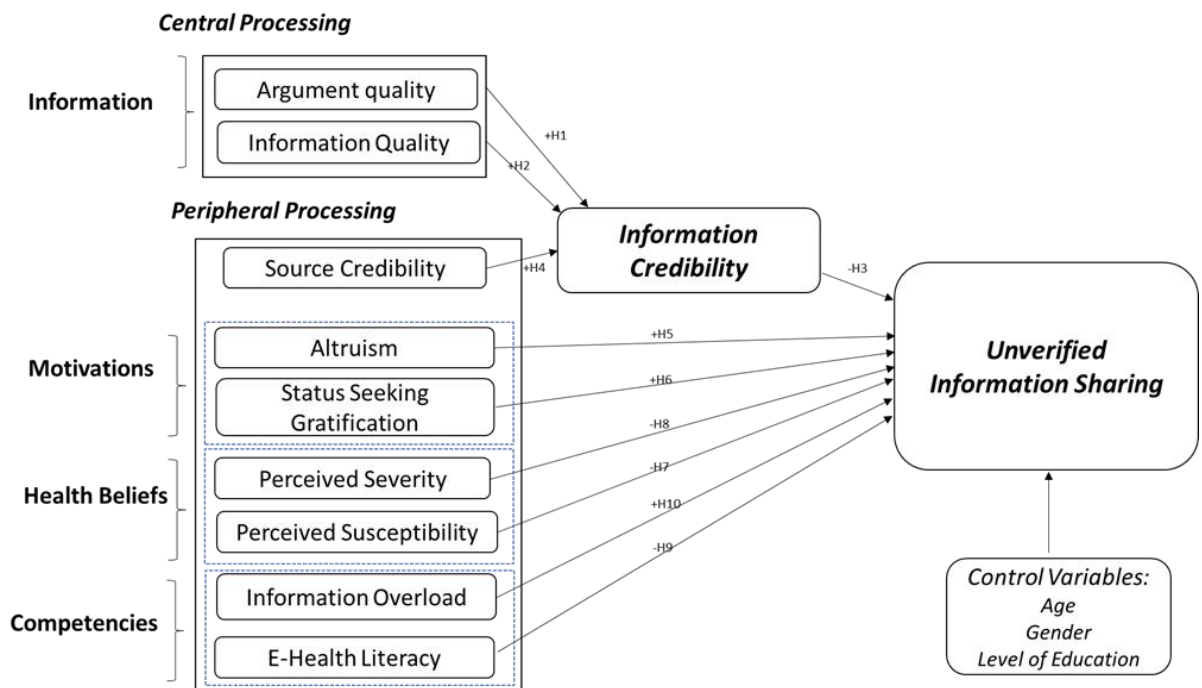 Central Processing
Information
Argument quality
Information Quality
+H1
+H2
Peripheral Processing
Source Credibility
+H4
Information
Credibility
-H3
Motivations
Altruism
Status Seeking
Gratification
+H5
+H6
Health Beliefs
Perceived Severity
Perceived Susceptibility
-H8
-H7
Competencies
Information Overload
E-Health Literacy
+H10
-H9
Unverified
Information Sharing
Control Variables:
Age
Gender
Level of Education